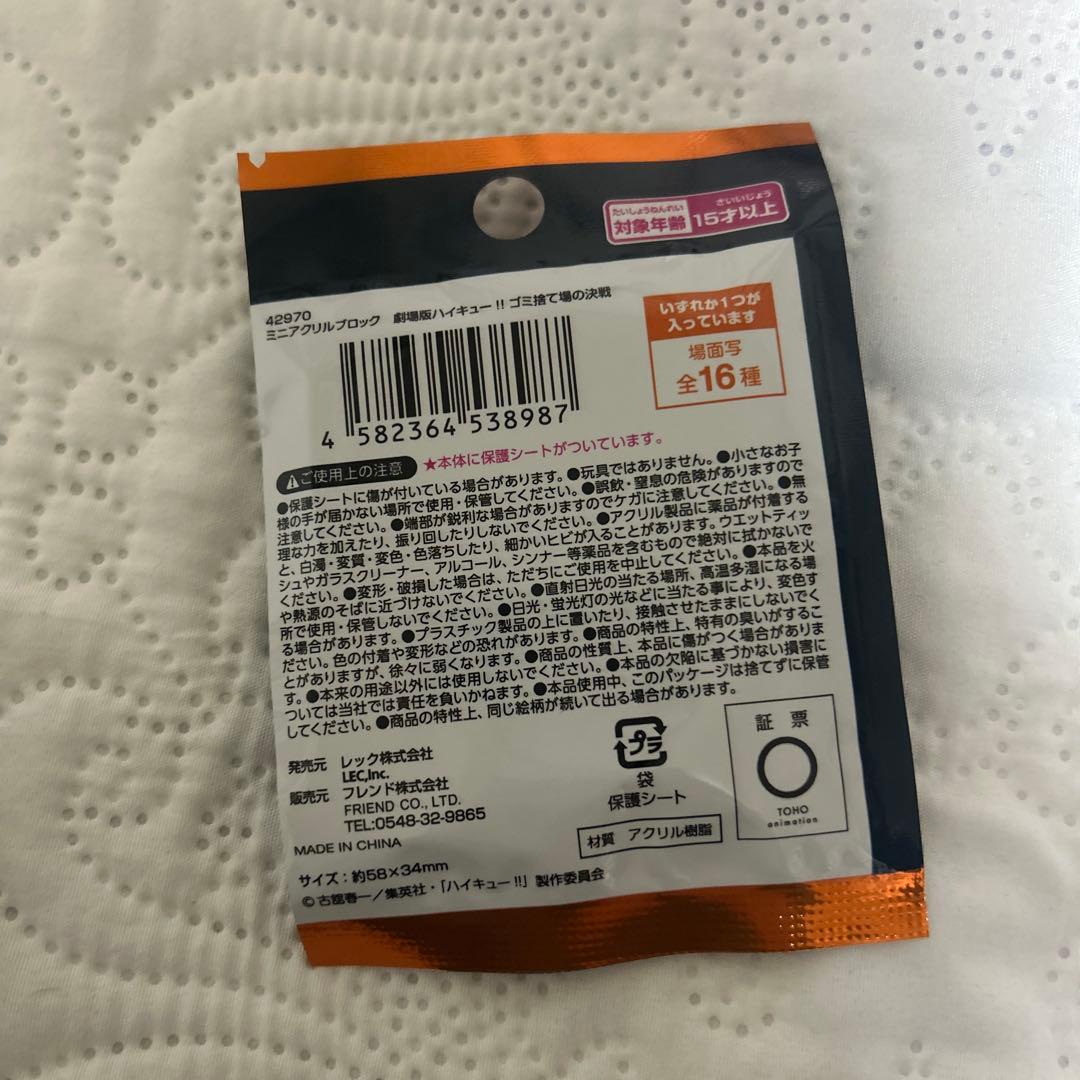 たいしょうねんれい さいいじょう
対象年齢 15才以上
42970
ミニアクリルブロック 劇場版ハイキュー!! ゴミ捨て場の決戦
いずれか1つが
入っています
場面写
全16種
4 582364 538987
★本体に保護シートがついています。
⚠ご使用上の注意
●保護シートに傷が付いている場合があります。●玩具ではありません。●小さなお子
様の手が届かない場所で使用・保管してください。●誤飲・窒息の危険がありますので
注意してください。●端部が鋭利な場合がありますのでケガに注意してください。●無
理な力を加えたり、振り回したりしないでください。●アクリル製品に薬品が付着する
と、白濁・変質・変色・色落ちしたり、細かいヒビが入ることがあります。ウエットティッ
シュやガラスクリーナー、アルコール、シンナー等薬品を含むもので絶対に拭かないで
ください。●変形・破損した場合は、ただちにご使用を中止してください。●本品を火
や熱源のそばに近づけないでください。●直射日光の当たる場所、高温多湿になる場
所で使用・保管しないでください。●日光・蛍光灯の光などに当たる事により、変色す
る場合があります。●プラスチック製品の上に置いたり、接触させたままにしないでく
ださい。色の付着や変形などの恐れがあります。●商品の特性上、特有の臭いがするこ
とがありますが、徐々に弱くなります。●商品の性質上、本品に傷がつく場合がありま
す。●本来の用途以外には使用しないでください。●本品の欠陥に基づかない損害に
ついては当社では責任を負いかねます。●本品使用中、このパッケージは捨てずに保管
してください。●商品の特性上、同じ絵柄が続いて出る場合があります。
発売元 レック株式会社
LEC,Inc.
販売元 フレンド株式会社
FRIEND CO., LTD.
TEL:0548-32-9865
MADE IN CHINA
サイズ：約58×34mm
©古舘春一／集英社・「ハイキュー!!」製作委員会
プラ
袋
保護シート
材質 アクリル樹脂
証票
TOHO
animation